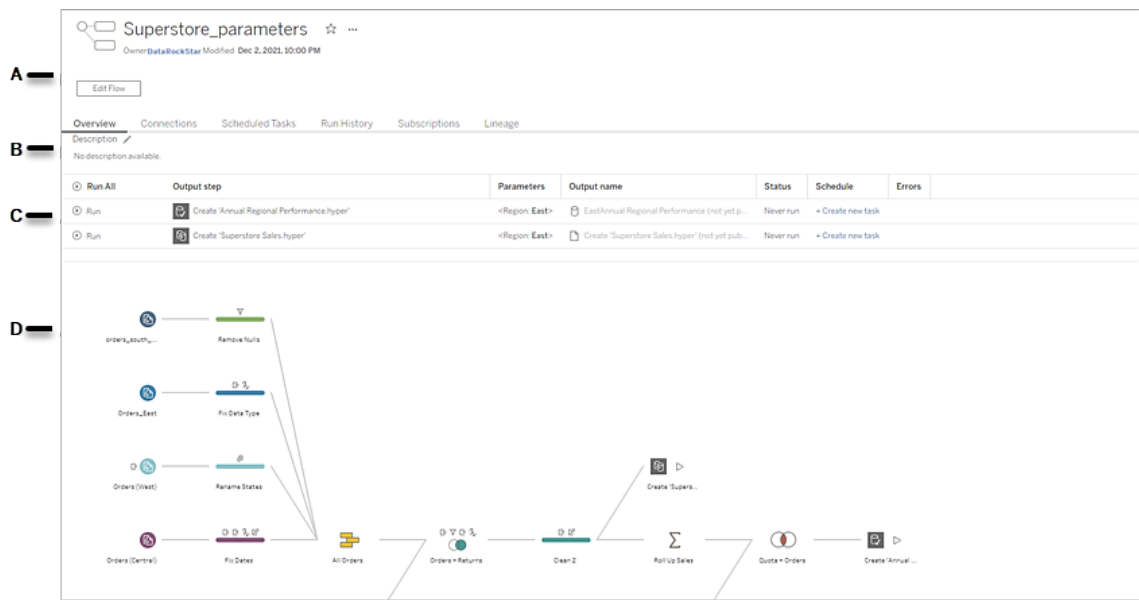 Superstore_parameters
Owner DataRockStar Modified Dec 2, 2021, 10:00 PM
A
Edit Flow
Overview Connections Scheduled Tasks Run History Subscriptions Lineage
Description
B
No description available.
Run All Output step Parameters Output name Status Schedule Errors
C
Run Create 'Annual Regional Performance.hyper' <Region: East> EastAnnual Regional Performance (not yet p... Never run + Create new task
Run Create 'Superstore Sales.hyper' <Region: East> Create 'Superstore Sales.hyper' (not yet pub... Never run + Create new task
D
orders_south_... Remove Nulls
Orders_East Fix Data Type
Orders (West) Rename States Create 'Supers...
Orders (Central) Fix Dates All Orders Orders + Returns Clean 2 Roll Up Sales Quota + Orders Create 'Annual ...